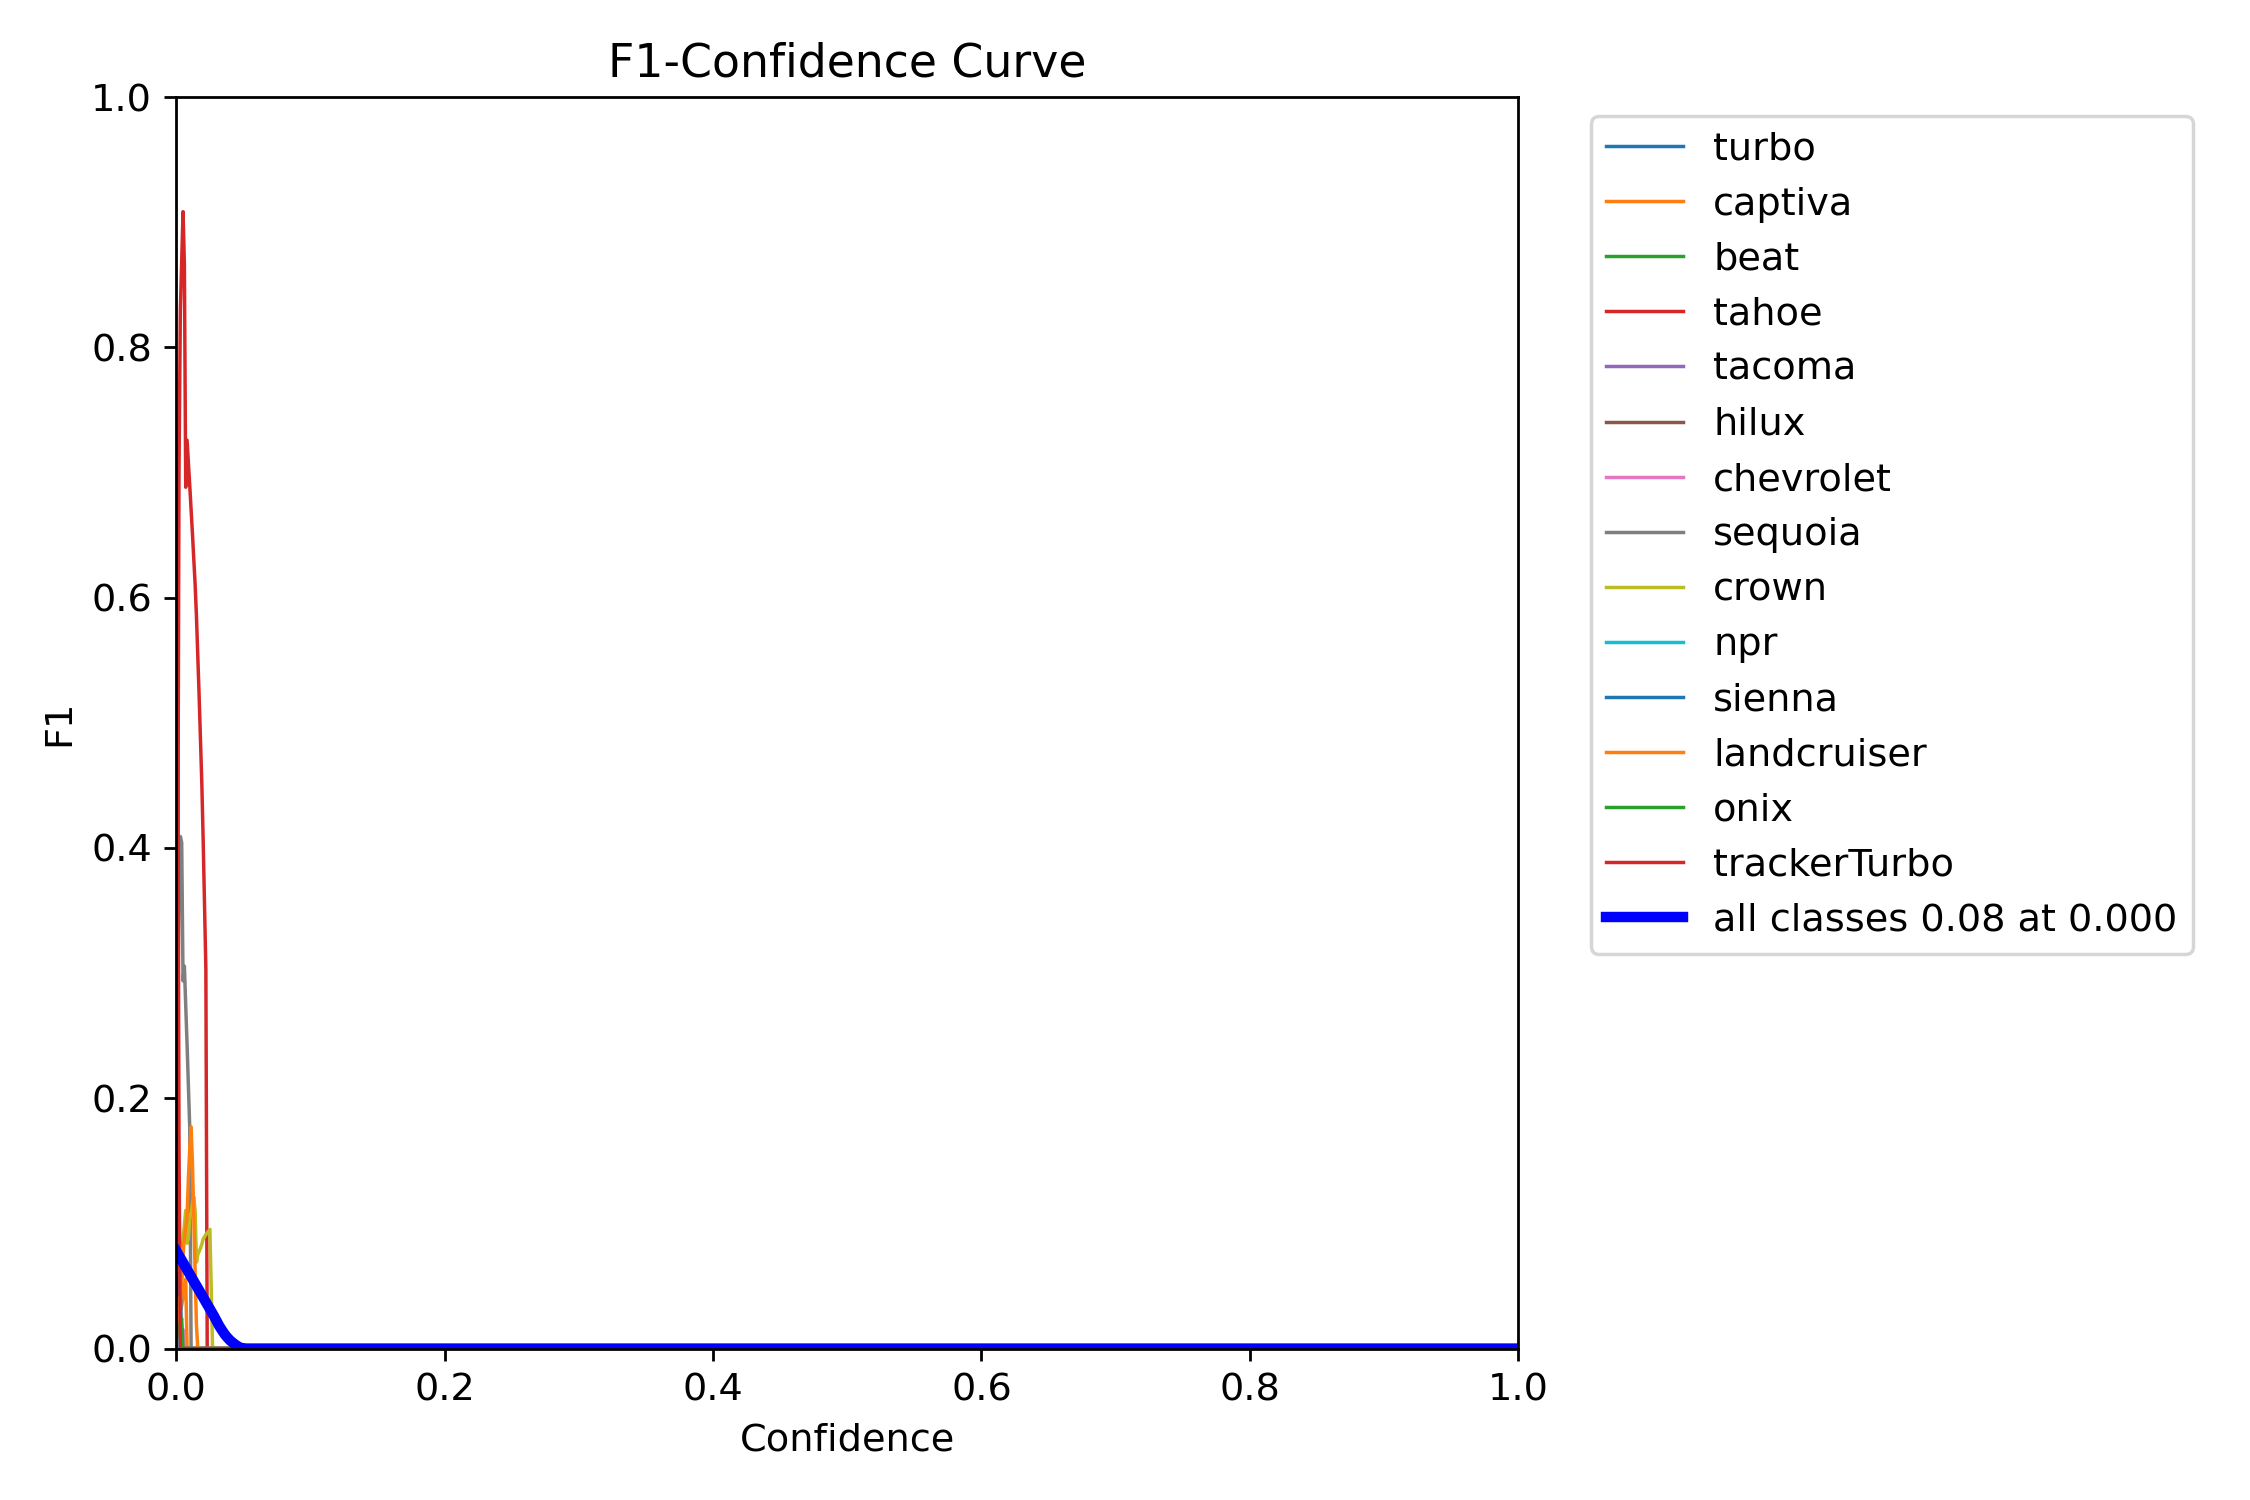 F1-Confidence Curve
1.0
0.8
0.6
0.4
0.2
0.0
F1
0.0 0.2 0.4 0.6 0.8 1.0
Confidence
turbo
captiva
beat
tahoe
tacoma
hilux
chevrolet
sequoia
crown
npr
sienna
landcruiser
onix
trackerTurbo
all classes 0.08 at 0.000